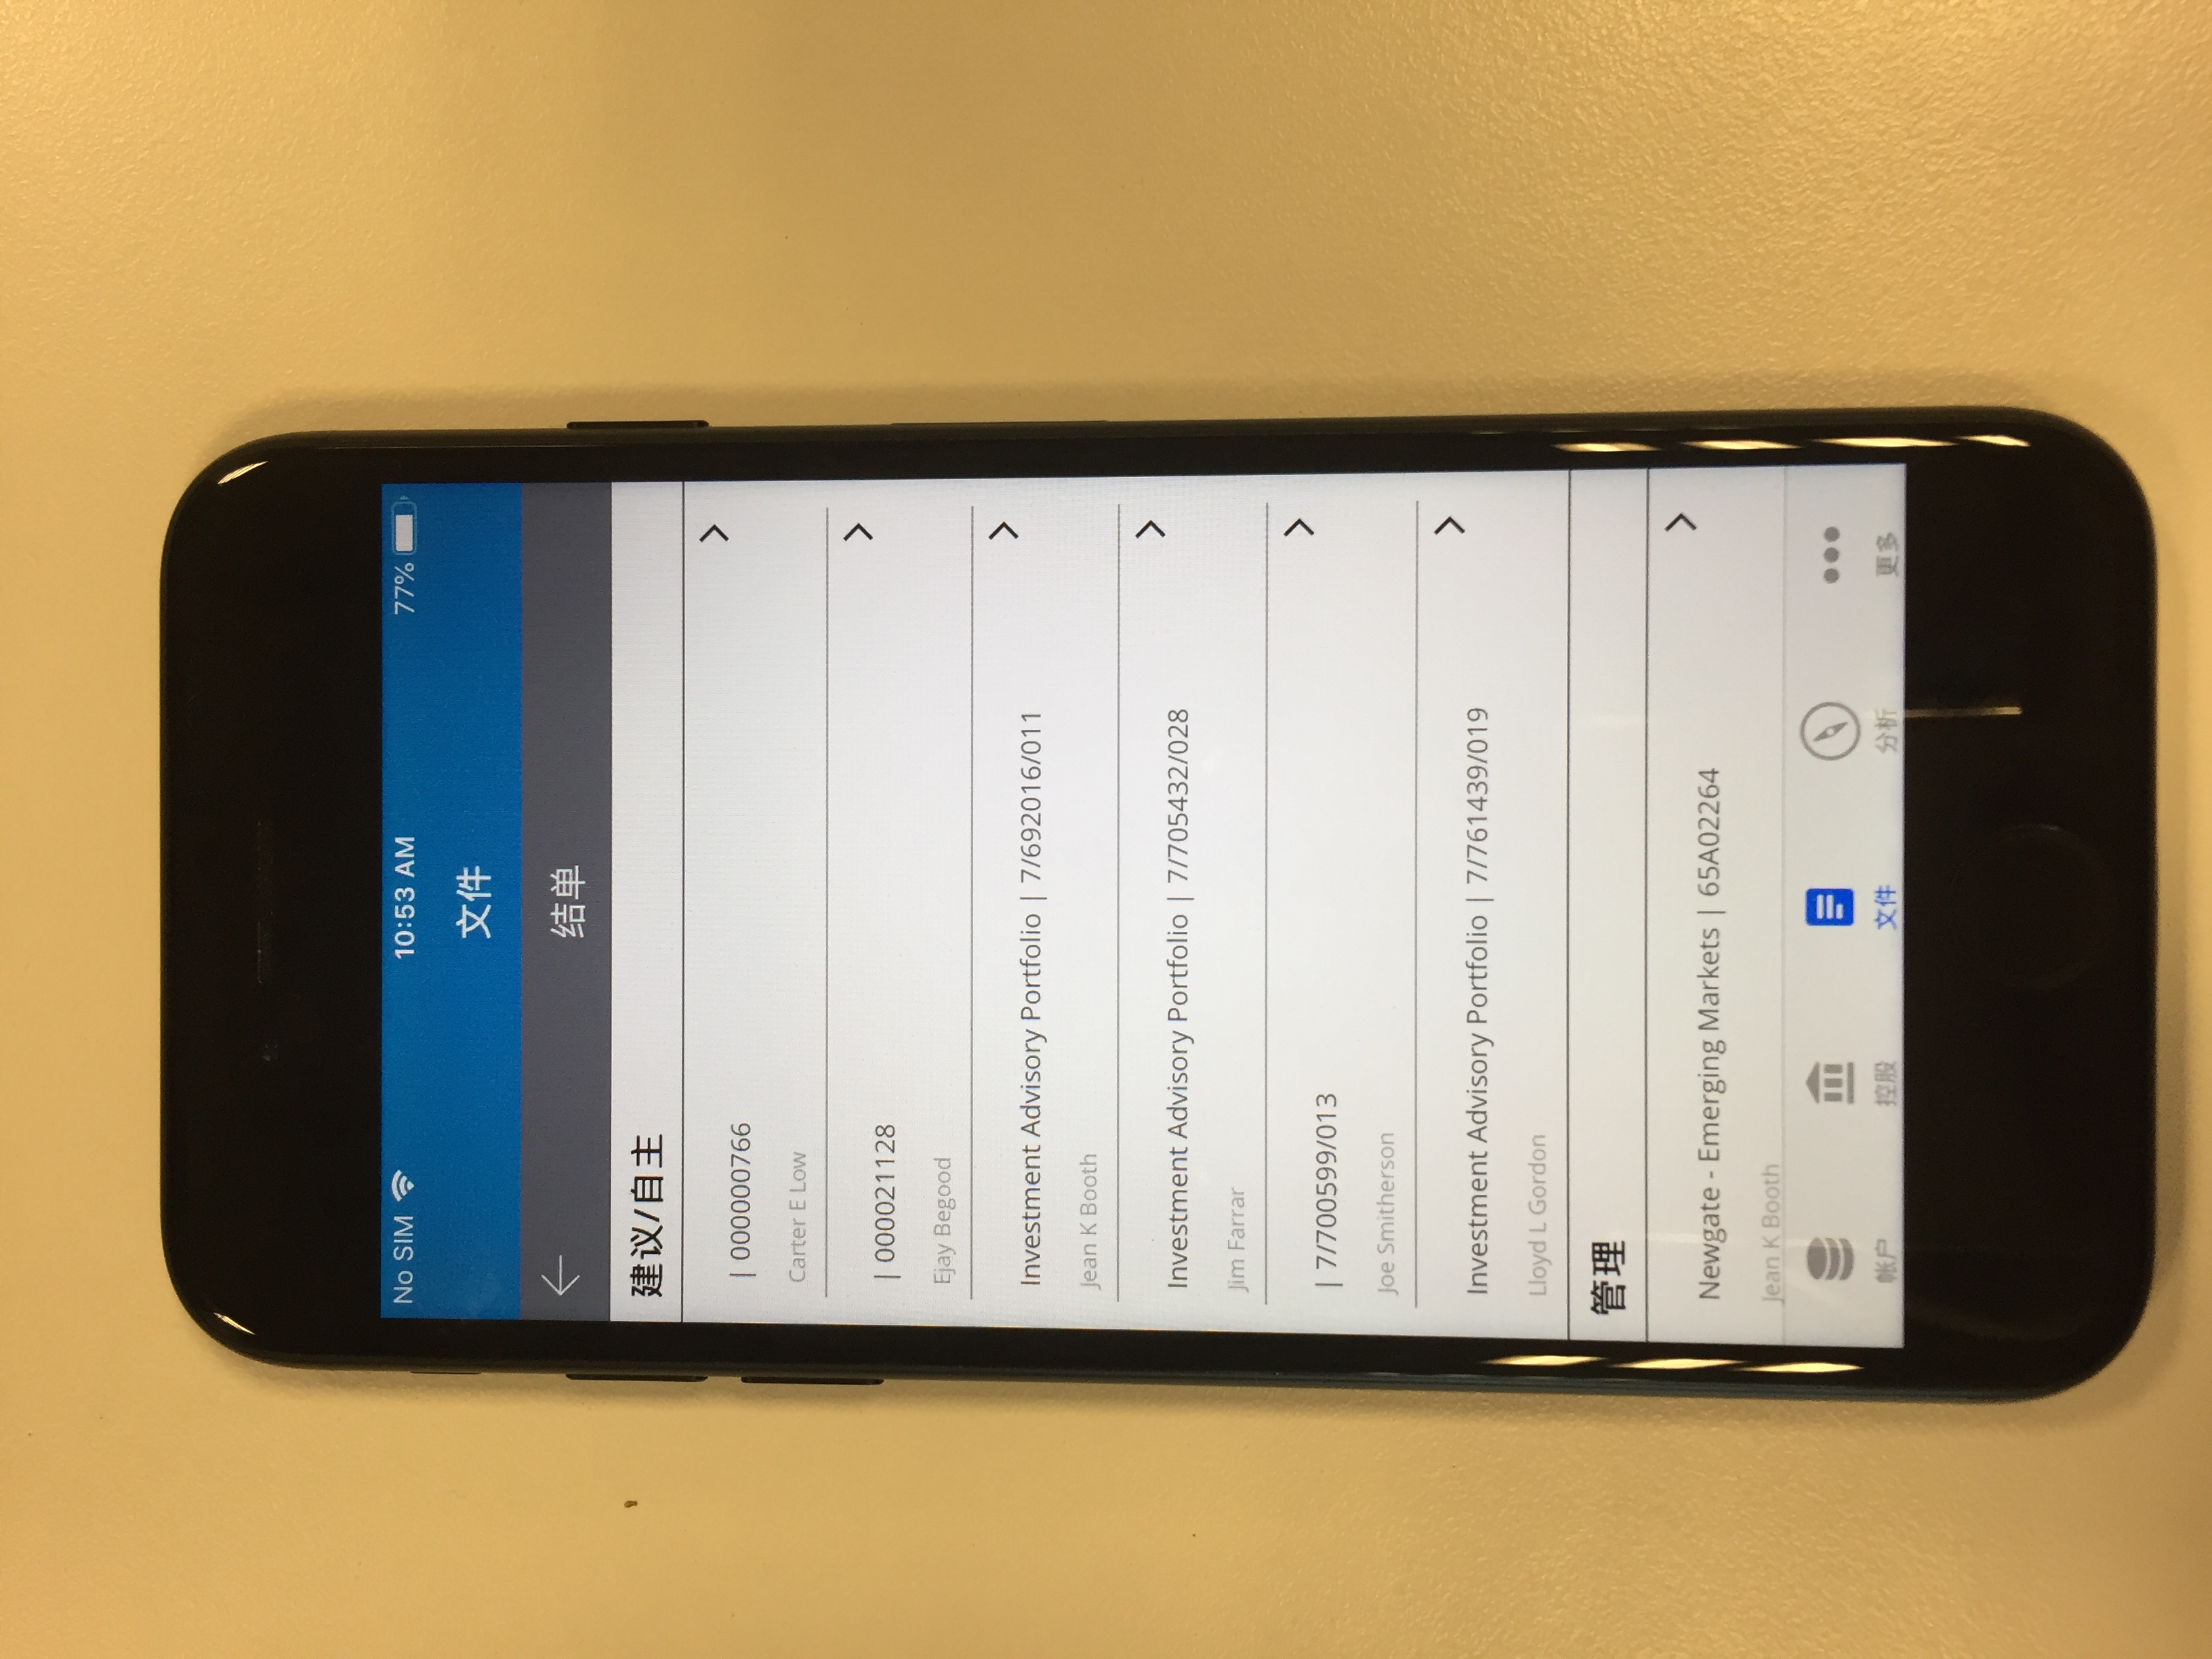 No SIM 10:53 AM 77%
文件
结单
建议/自主
| 000000766
Carter E Low
| 000021128
Ejay Begood
Investment Advisory Portfolio | 7/692016/011
Jean K Booth
Investment Advisory Portfolio | 7/705432/028
Jim Farrar
| 7/700599/013
Joe Smitherson
Investment Advisory Portfolio | 7/761439/019
Lloyd L Gordon
管理
Newgate - Emerging Markets | 65A02264
Jean K Booth
帐户 控股 文件 分析 更多